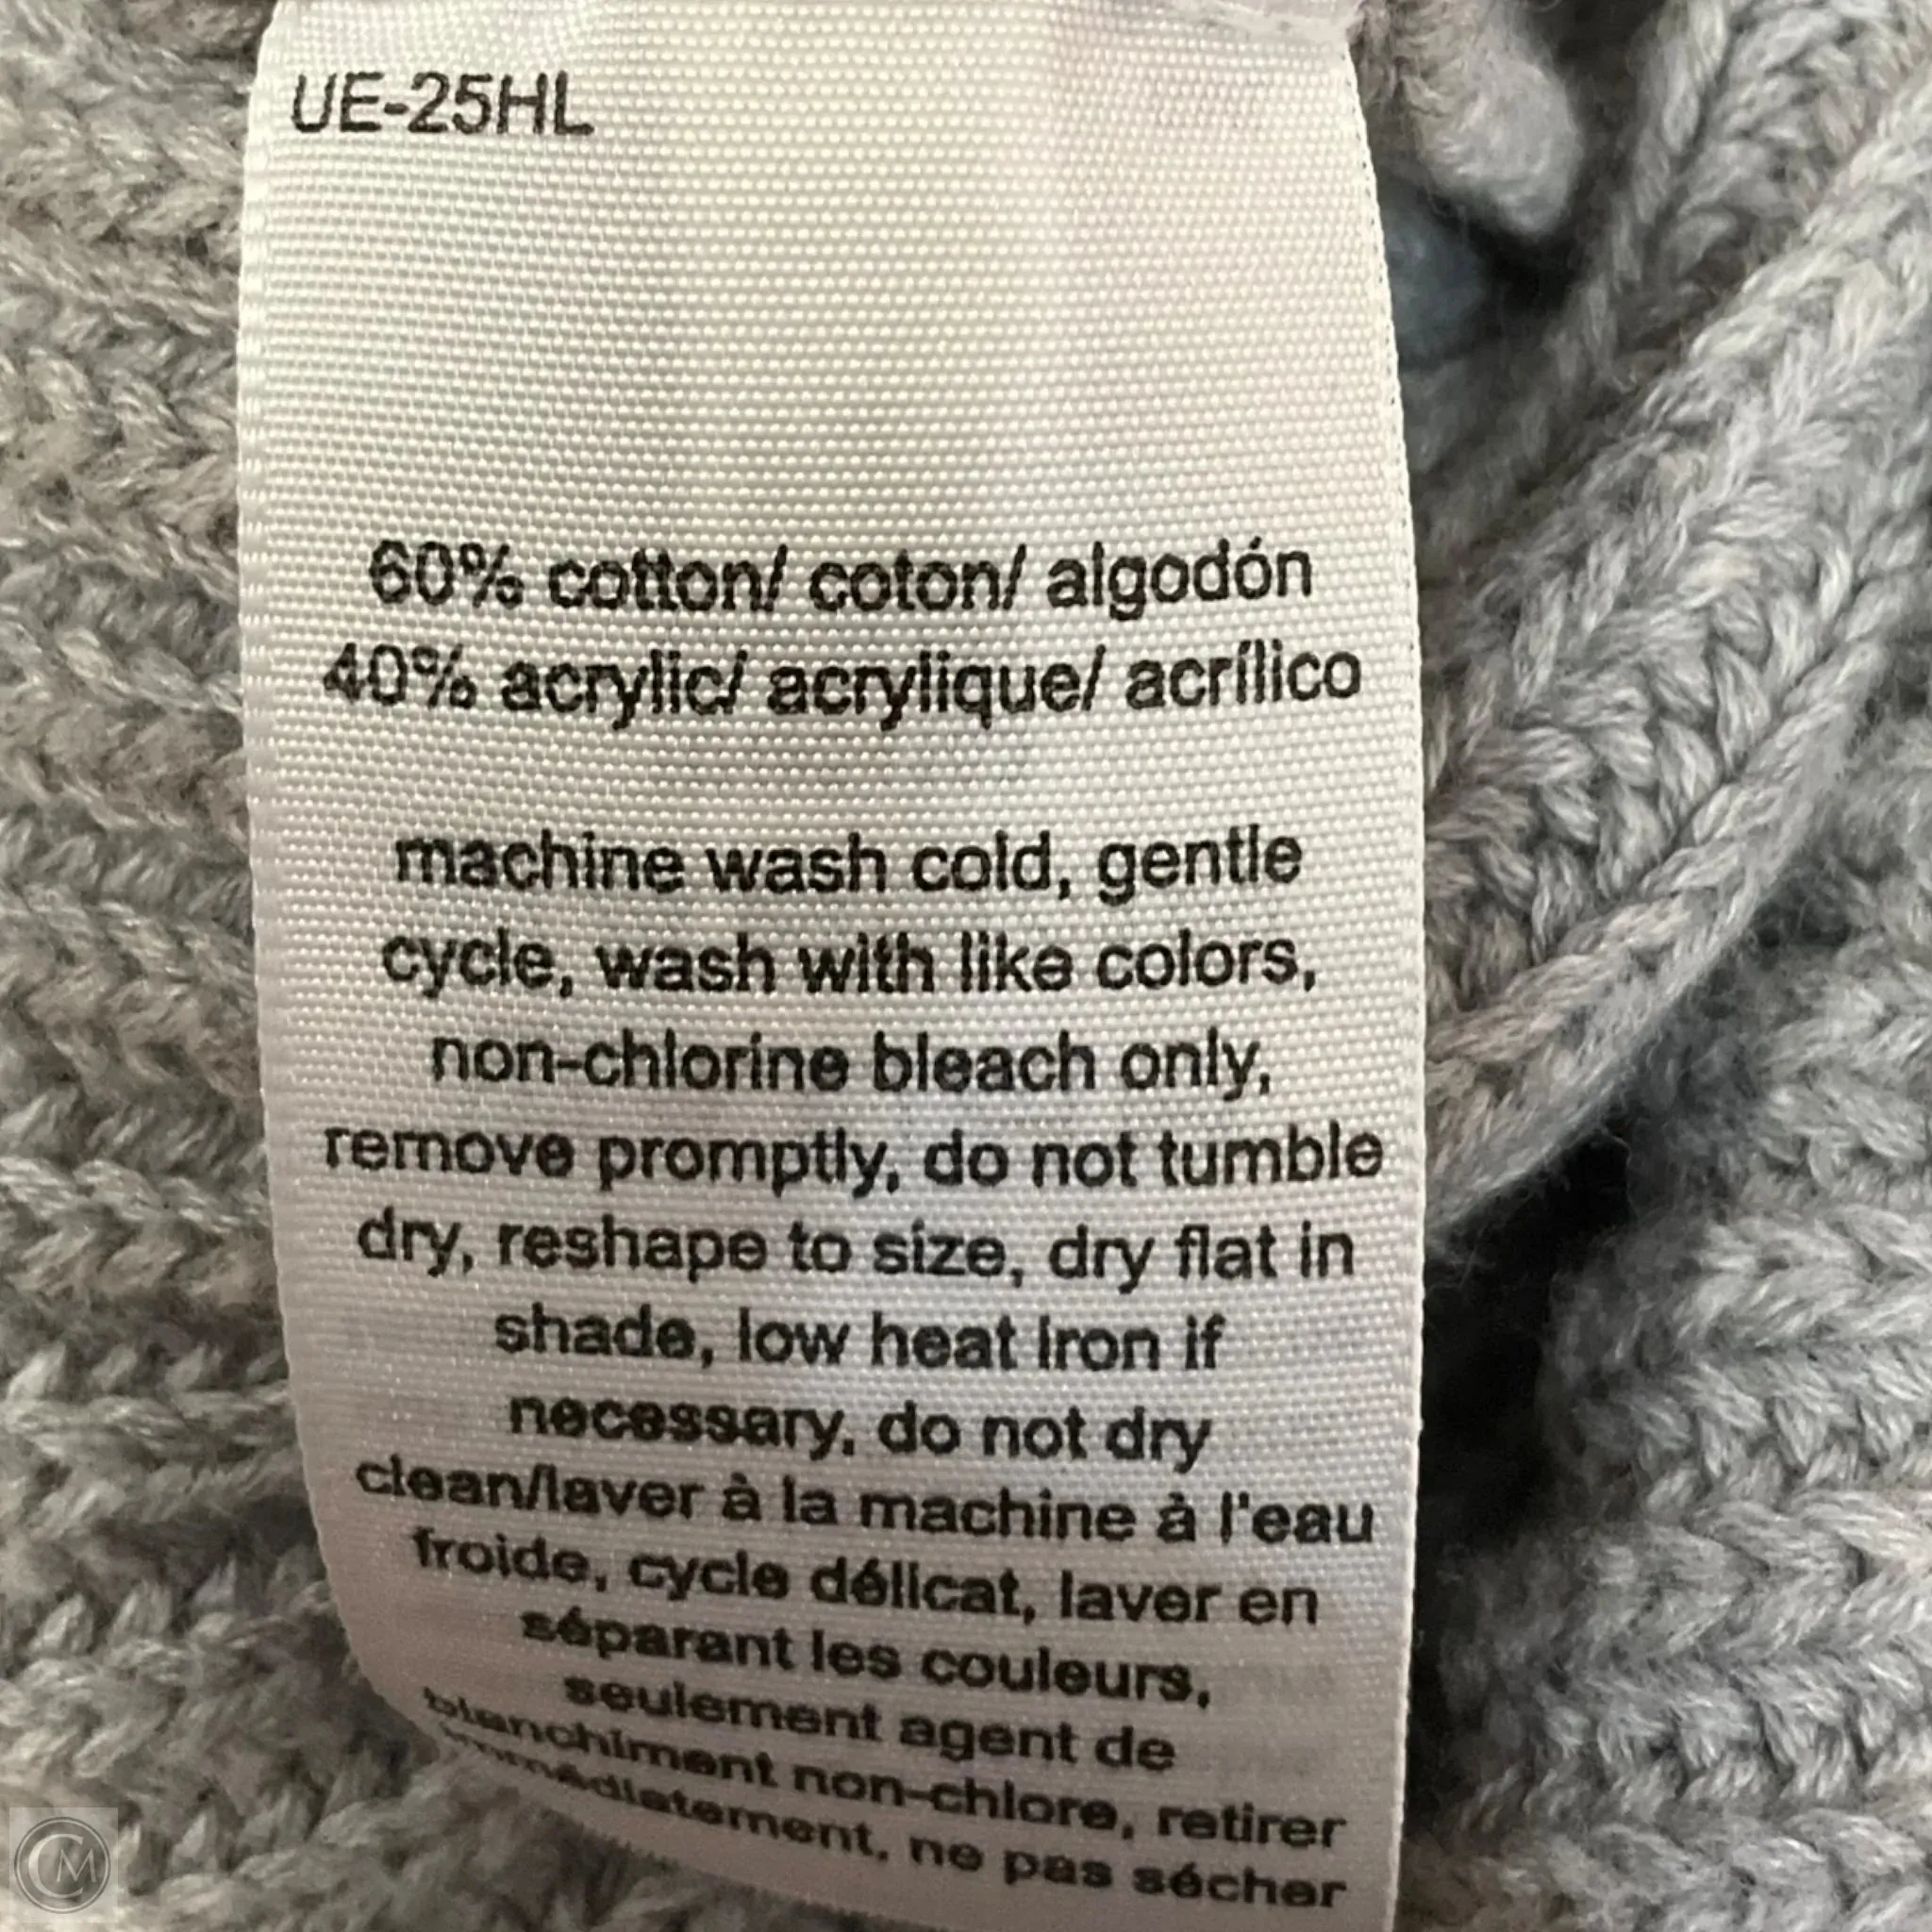 UE-25HL
60% cotton/ coton/ algodón
40% acrylic/ acrylique/ acrílico
machine wash cold, gentle
cycle, wash with like colors,
non-chlorine bleach only,
remove promptly, do not tumble
dry, reshape to size, dry flat in
shade, low heat iron if
necessary, do not dry
clean/laver à la machine à l'eau
froide, cycle délicat, laver en
séparant les couleurs,
seulement agent de
blanchiment non-chlore, retirer
immédiatement, ne pas sécher
CM